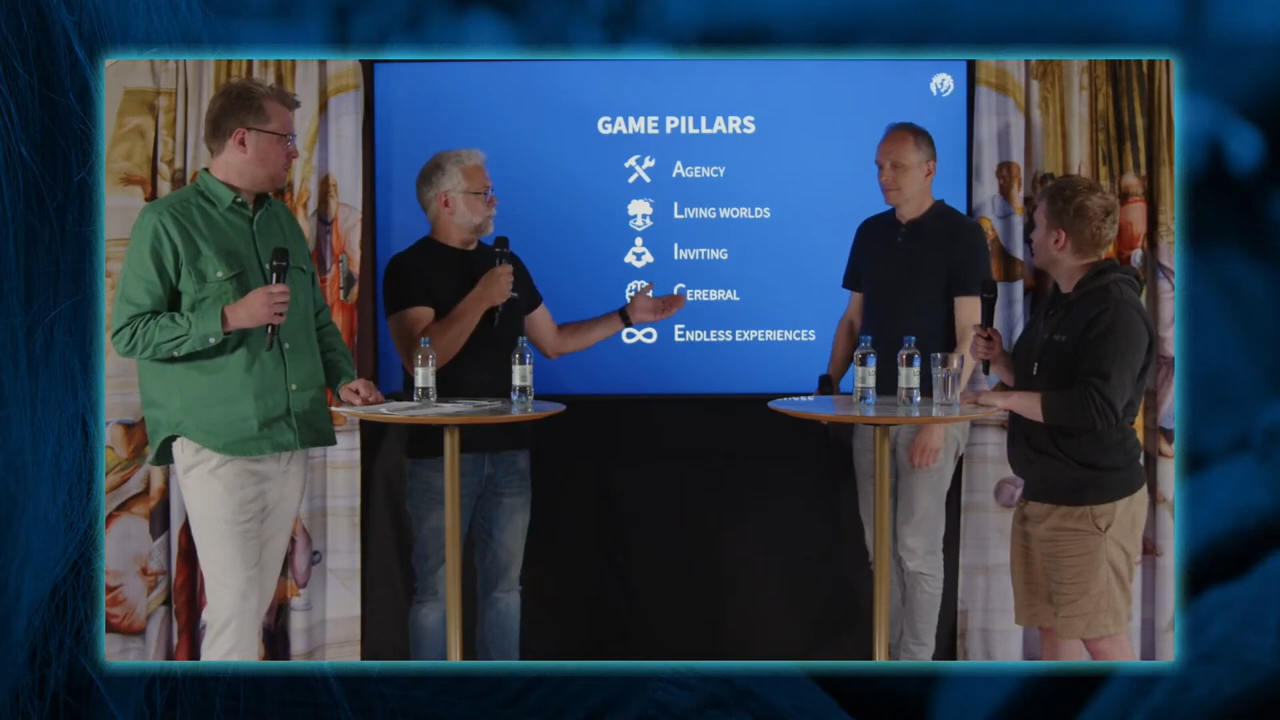 GAME PILLARS
AGENCY
LIVING WORLDS
INVITING
CEREBRAL
ENDLESS EXPERIENCES